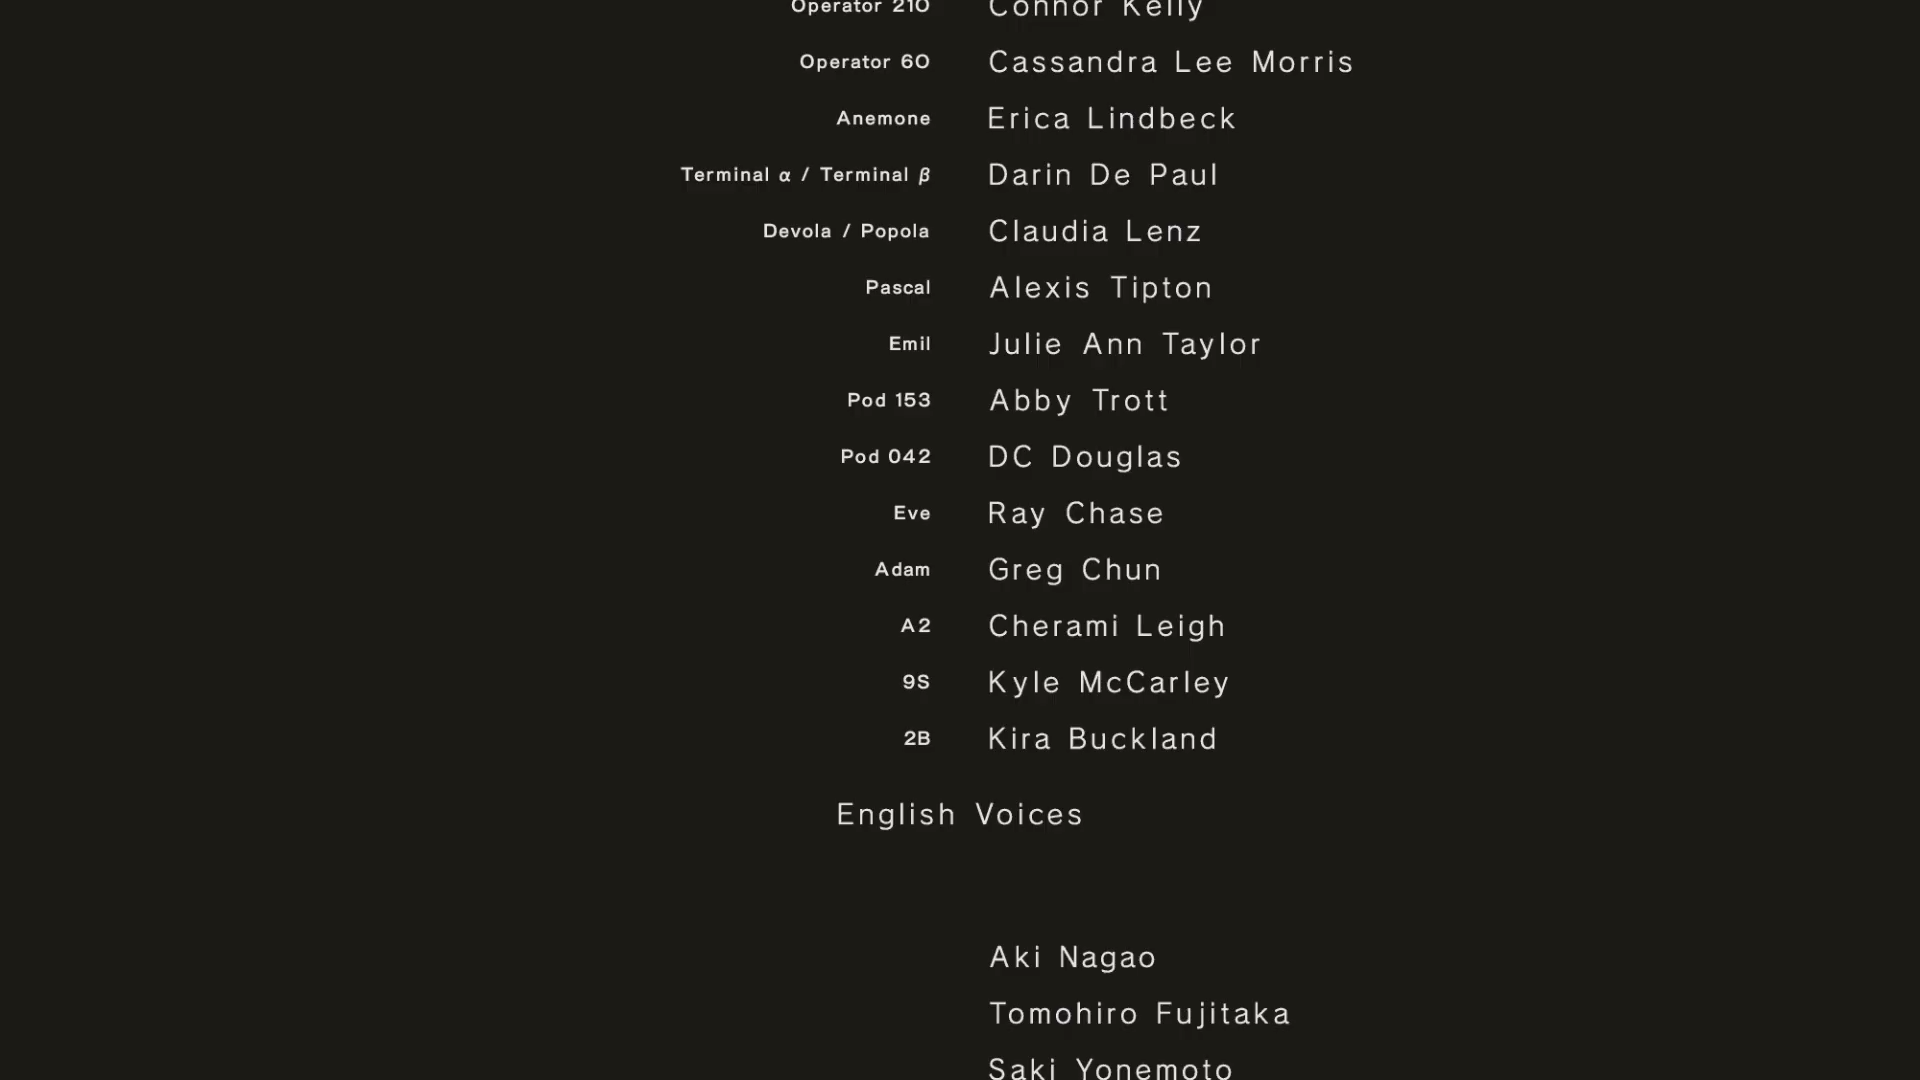 Operator 21O Connor Kelly
Operator 6O Cassandra Lee Morris
Anemone Erica Lindbeck
Terminal α / Terminal β Darin De Paul
Devola / Popola Claudia Lenz
Pascal Alexis Tipton
Emil Julie Ann Taylor
Pod 153 Abby Trott
Pod 042 DC Douglas
Eve Ray Chase
Adam Greg Chun
A2 Cherami Leigh
9S Kyle McCarley
2B Kira Buckland
English Voices
Aki Nagao
Tomohiro Fujitaka
Saki Yonemoto